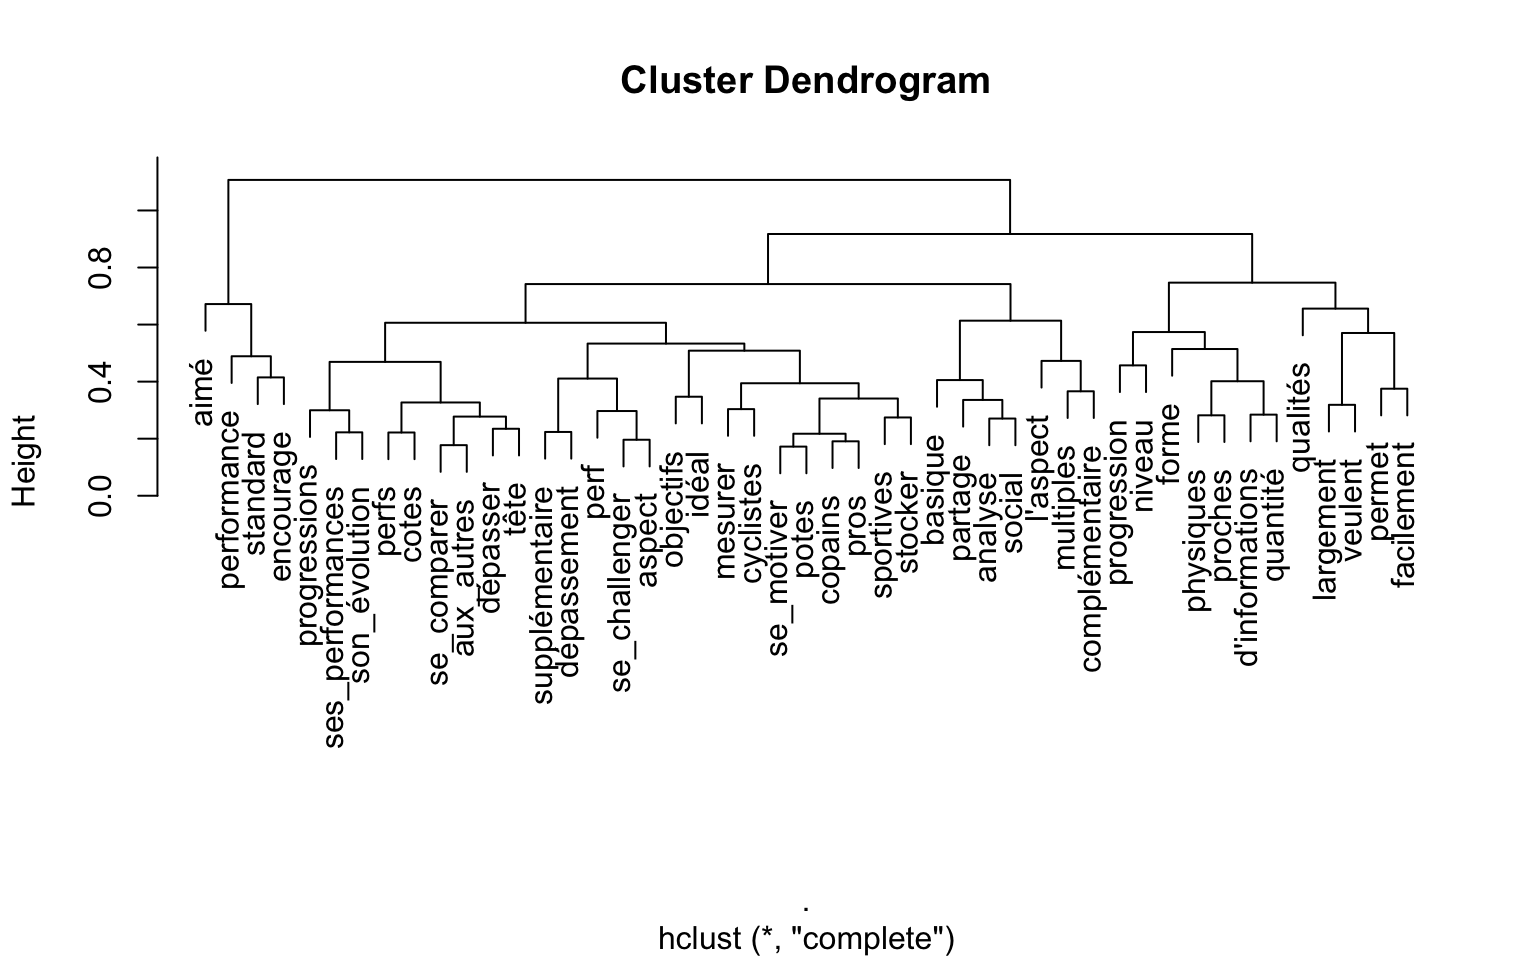 Cluster Dendrogram
Height
0.0
0.4
0.8
aimé
performance
standard
encourage
progressions
ses_performances
son_évolution
perfs
cotes
se_comparer
aux_autres
dépasser
tête
supplémentaire
dépassement
perf
se_challenger
aspect
objectifs
idéal
mesurer
cyclistes
se_motiver
potes
copains
pros
sportives
stocker
basique
partage
analyse
social
l'aspect
multiples
complémentaire
progression
niveau
forme
physiques
proches
d'informations
quantité
qualités
largement
veulent
permet
facilement
.
hclust (*, "complete")